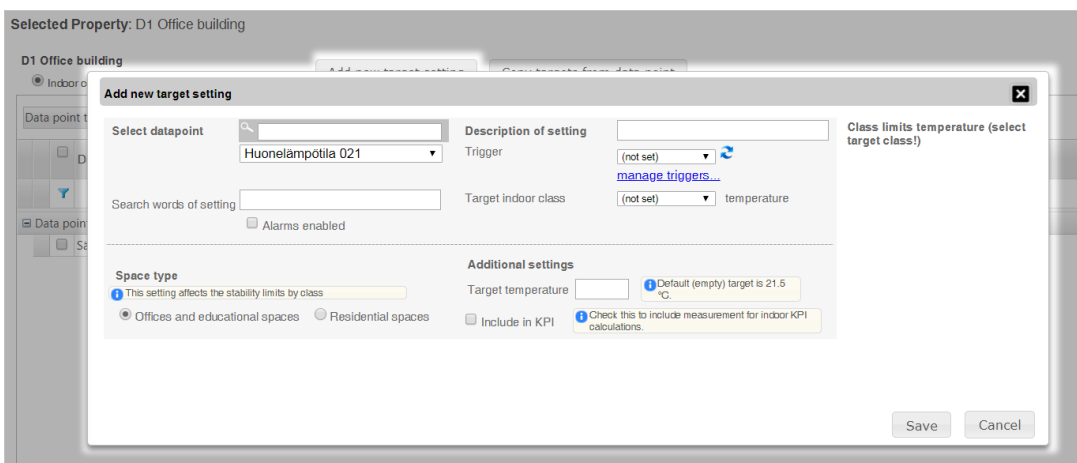 Selected Property: D1 Office building
D1 Office building
Add new target setting
Copy targets from data point
Indoor c
Add new target setting
Data point t
Select datapoint
Description of setting
Class limits temperature (select
target class!)
Huonelämpötila 021
Trigger
(not set)
manage triggers...
D
Search words of setting
Target indoor class
(not set)
temperature
Alarms enabled
Data poin
Sä
Space type
This setting affects the stability limits by class
Offices and educational spaces
Residential spaces
Additional settings
Target temperature
Default (empty) target is 21.5
°C.
Include in KPI
Check this to include measurement for indoor KPI
calculations.
Save
Cancel